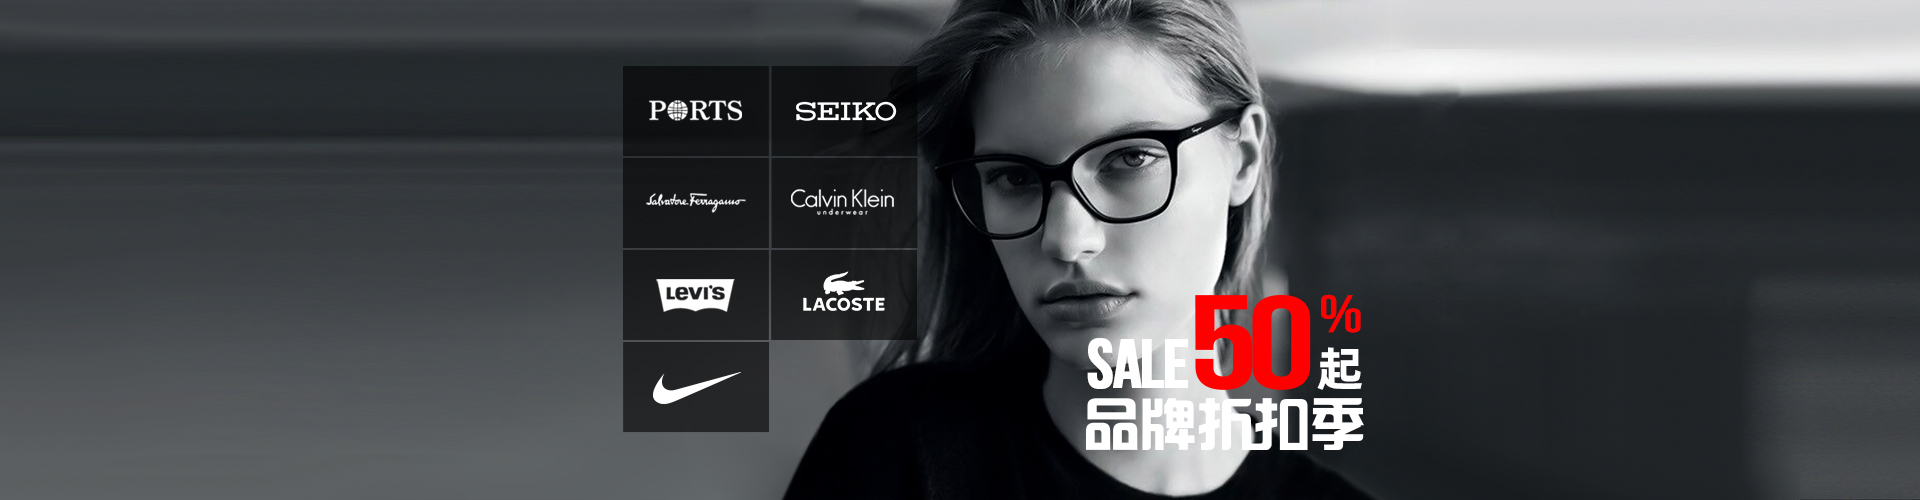 PORTS
SEIKO
Salvatore Ferragamo
Calvin Klein
underwear
LEVI'S
LACOSTE
SALE 50% 起
品牌折扣季